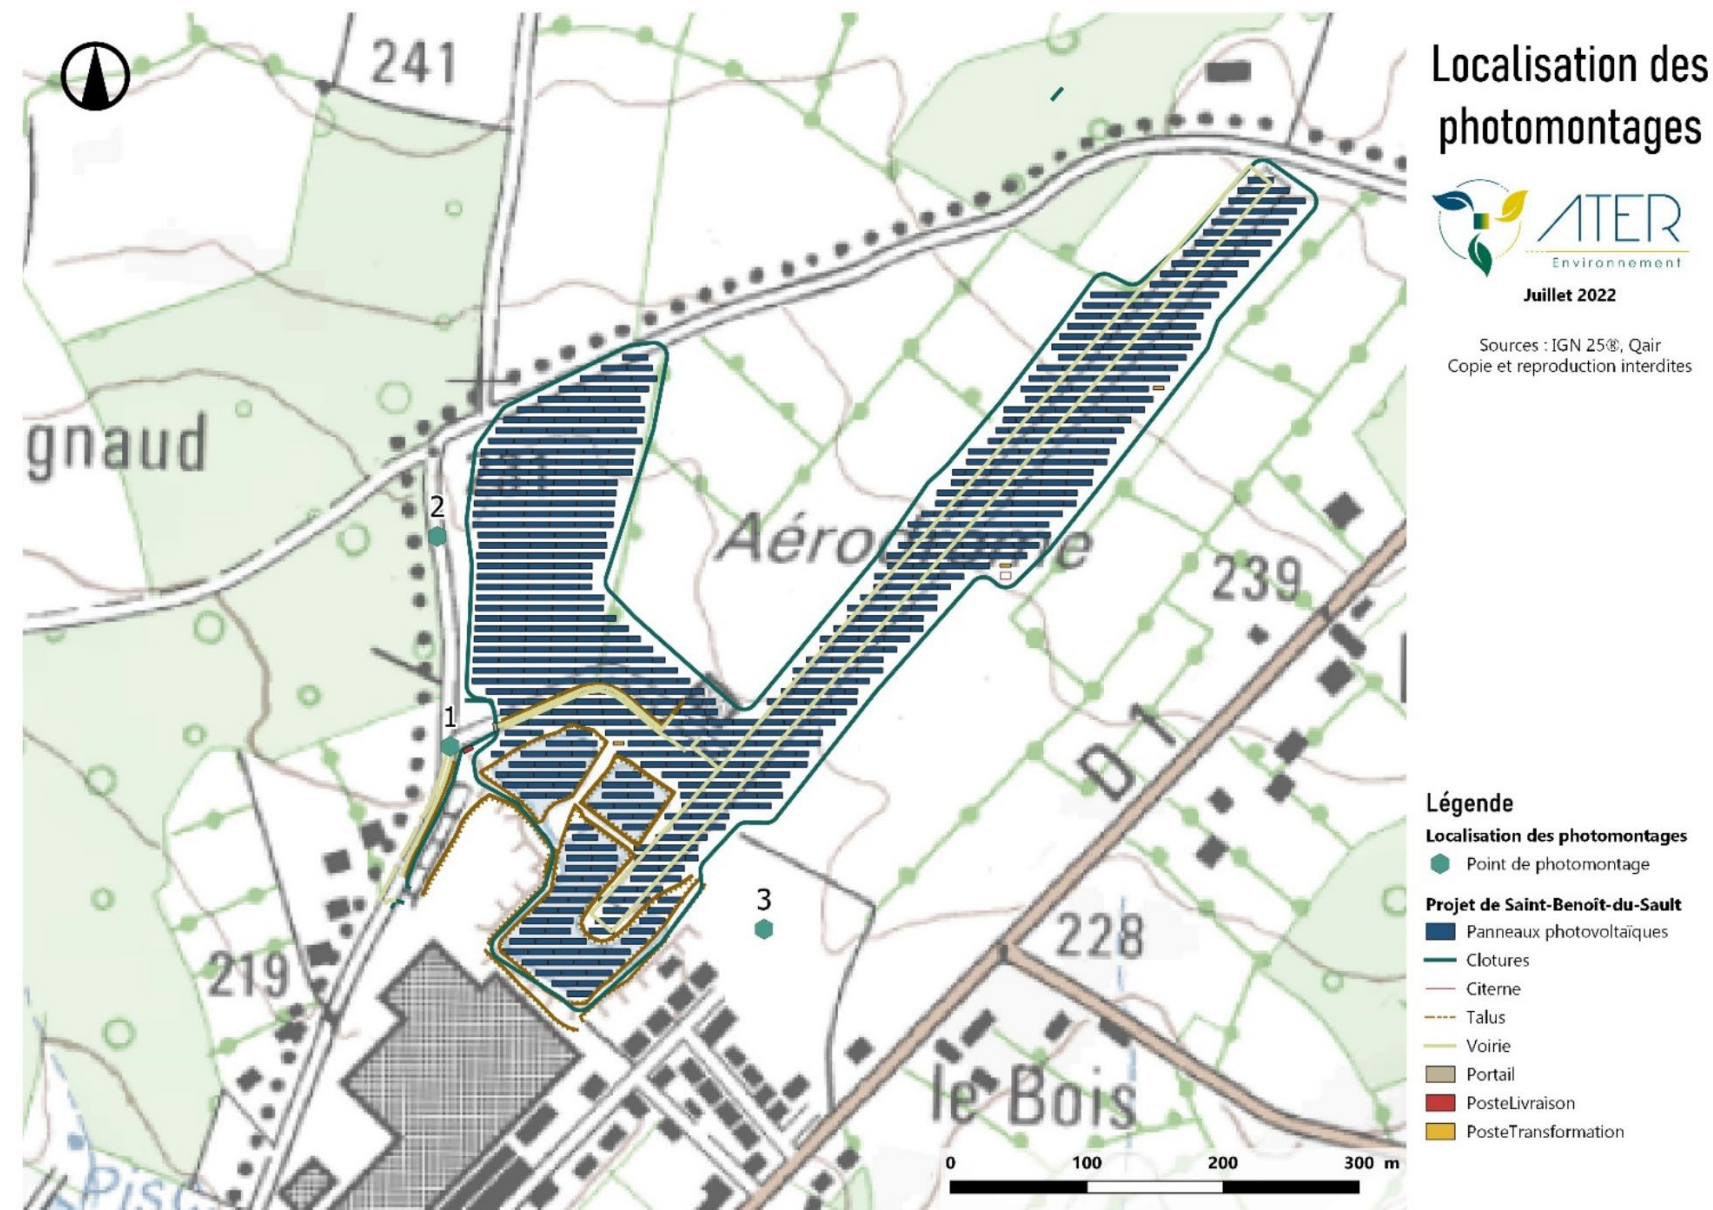 Localisation des
photomontages
ATER
Environnement
Juillet 2022
Sources : IGN 25®, Qair
Copie et reproduction interdites
241
gnaud
2
Aérodrome
239
1
D 1
3
228
219
le Bois
Pisc
0 100 200 300 m
Légende
Localisation des photomontages
Point de photomontage
Projet de Saint-Benoît-du-Sault
Panneaux photovoltaïques
Clotures
Citerne
Talus
Voirie
Portail
PosteLivraison
PosteTransformation